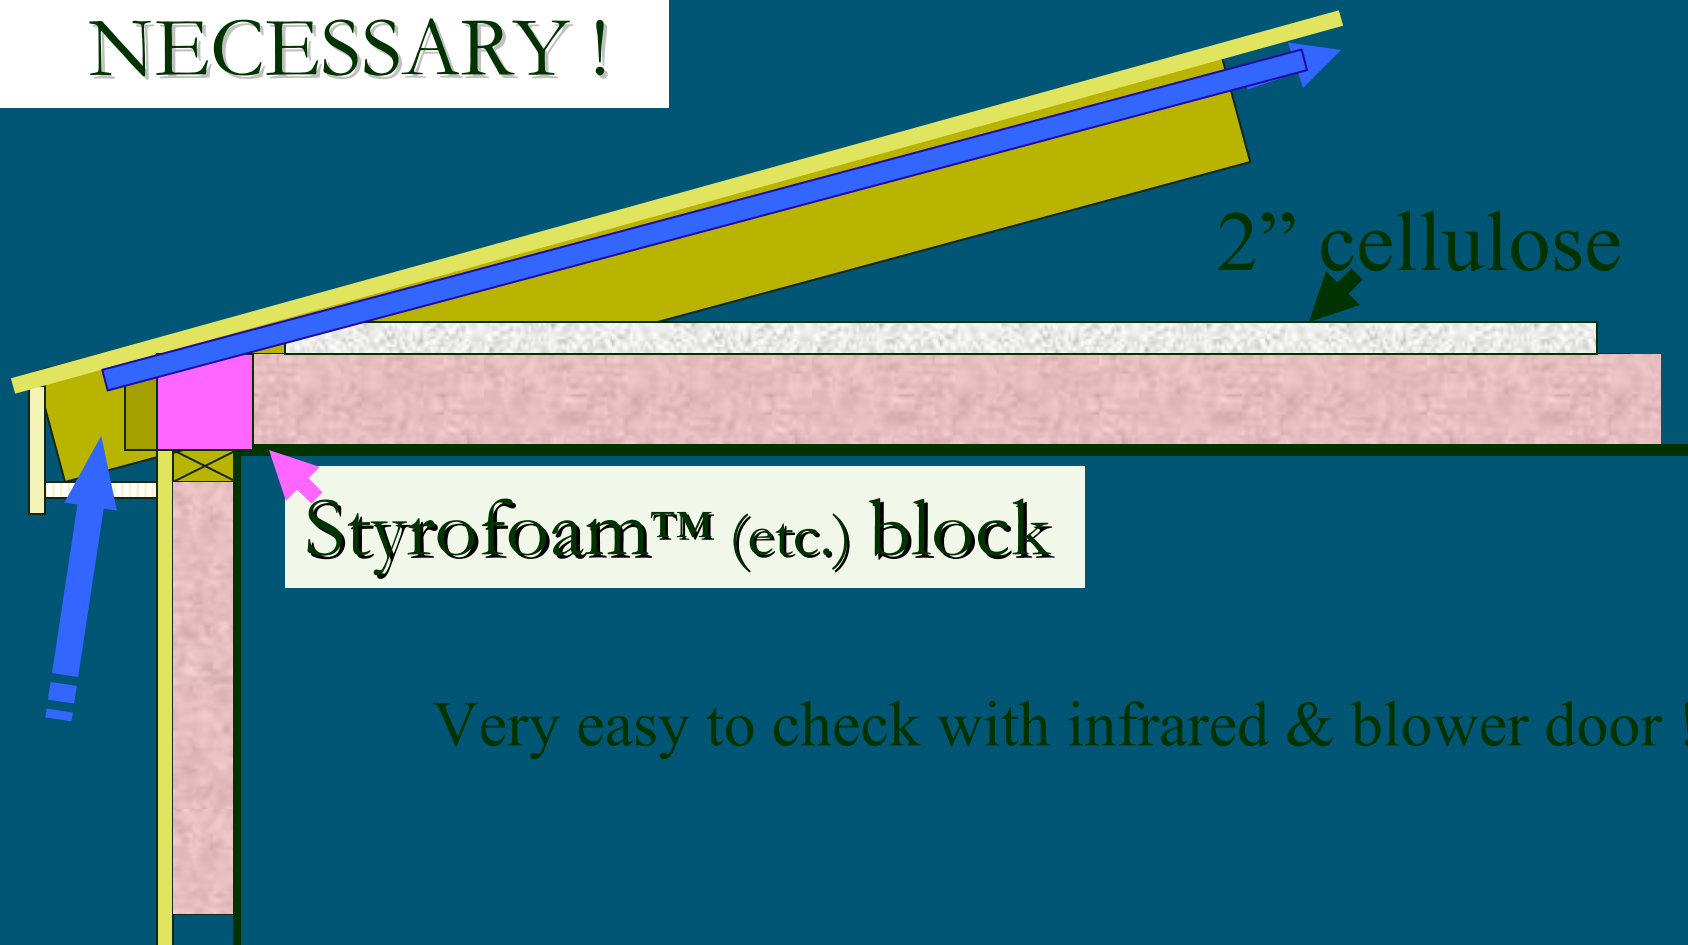 NECESSARY !
2” cellulose
Styrofoam™ (etc.) block
Very easy to check with infrared & blower door !